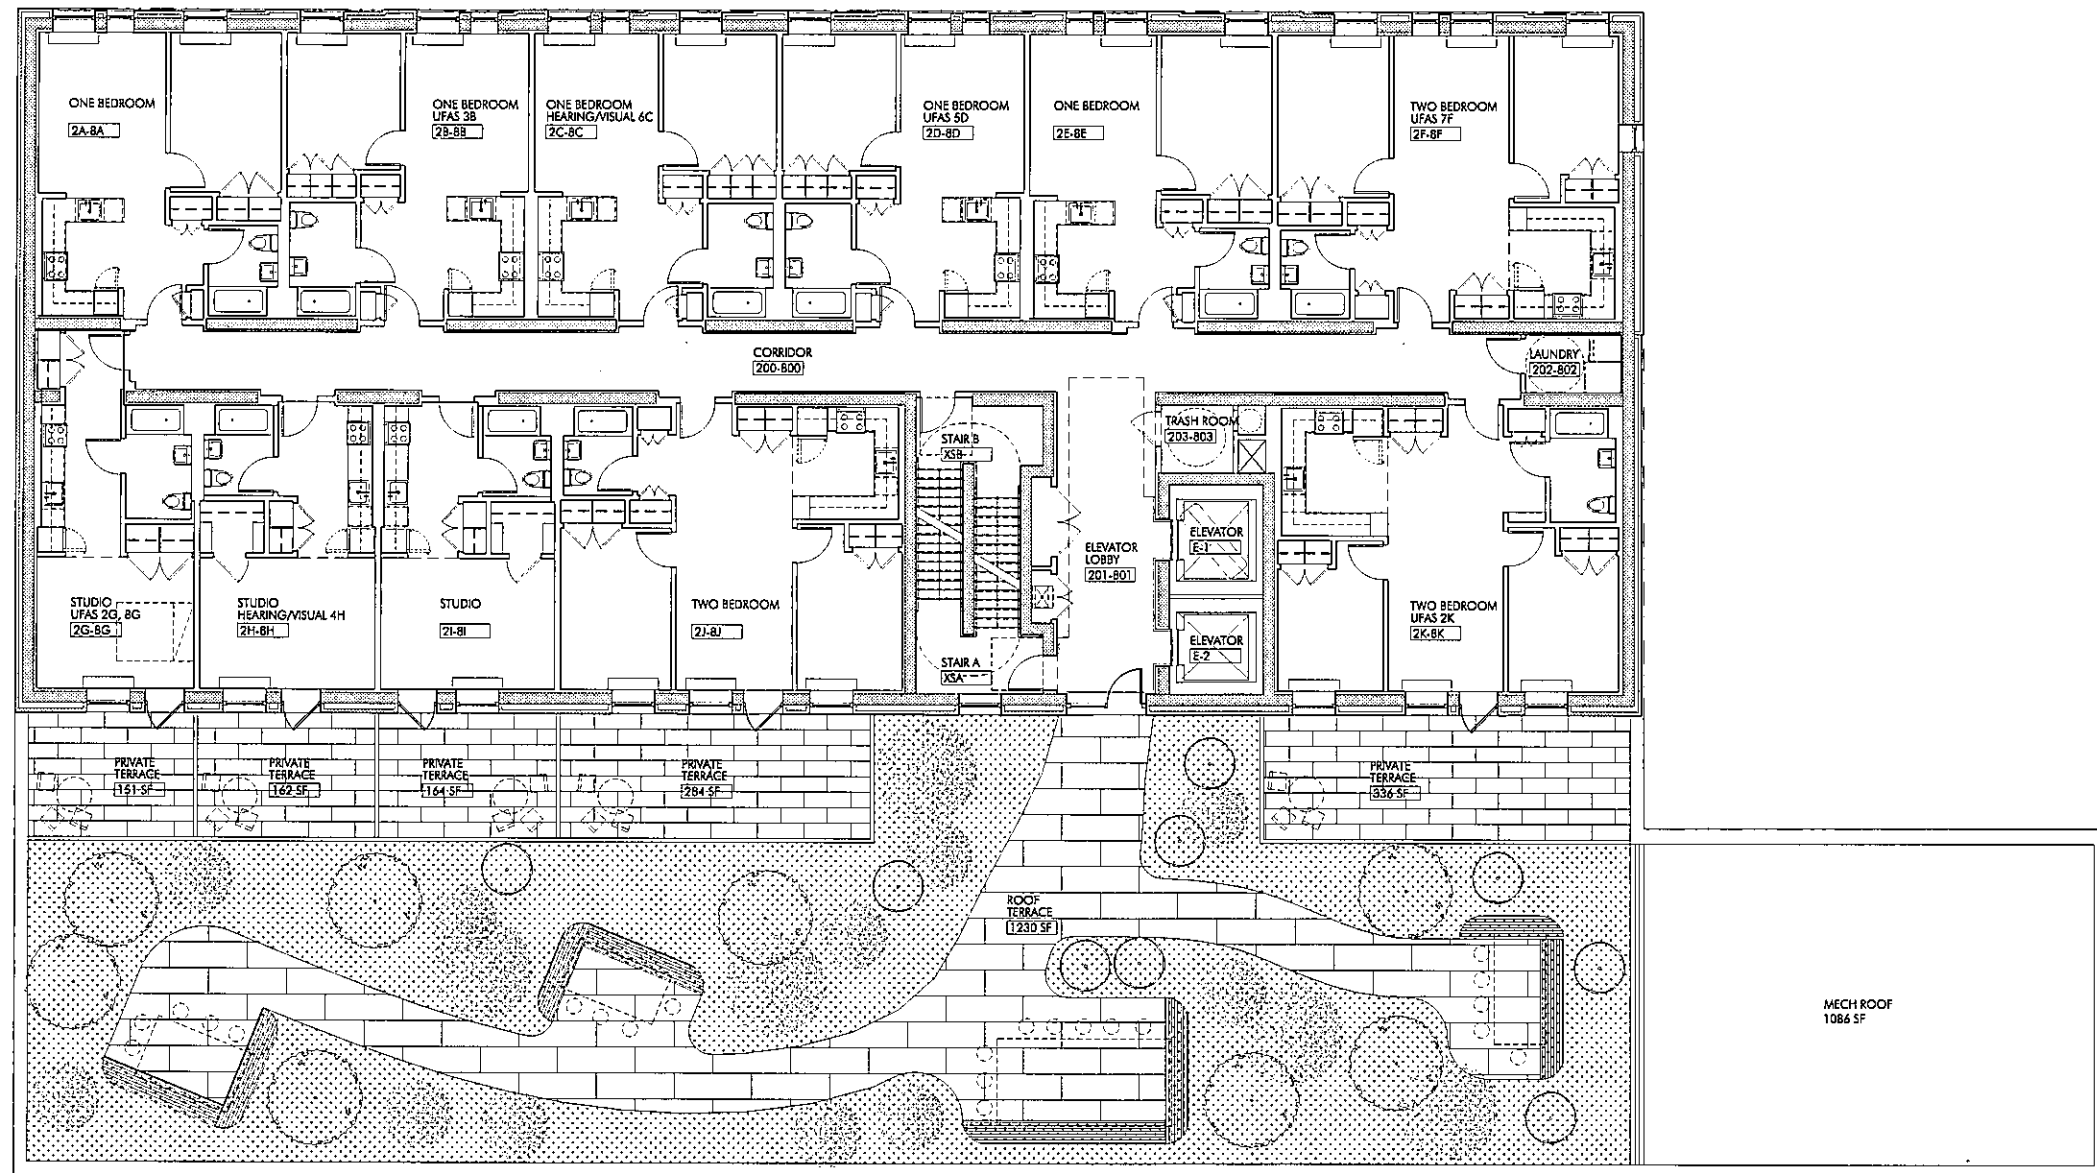 ONE BEDROOM
2A-8A
ONE BEDROOM
UFAS 3B
2B-8B
ONE BEDROOM
HEARING/VISUAL 6C
2C-8C
ONE BEDROOM
UFAS 5D
2D-8D
ONE BEDROOM
2E-8E
TWO BEDROOM
UFAS 7F
2F-8F
CORRIDOR
200-800
LAUNDRY
202-802
STAIR B
XSB
TRASH ROOM
203-803
ELEVATOR
E-1
ELEVATOR
LOBBY
201-801
STUDIO
UFAS 2G, 8G
2G-8G
STUDIO
HEARING/VISUAL 4H
2H-8H
STUDIO
2I-8I
TWO BEDROOM
2J-8J
STAIR A
XSA
ELEVATOR
E-2
TWO BEDROOM
UFAS 2K
2K-8K
PRIVATE
TERRACE
151 SF
PRIVATE
TERRACE
162 SF
PRIVATE
TERRACE
164 SF
PRIVATE
TERRACE
284 SF
PRIVATE
TERRACE
336 SF
ROOF
TERRACE
1230 SF
MECH ROOF
1086 SF